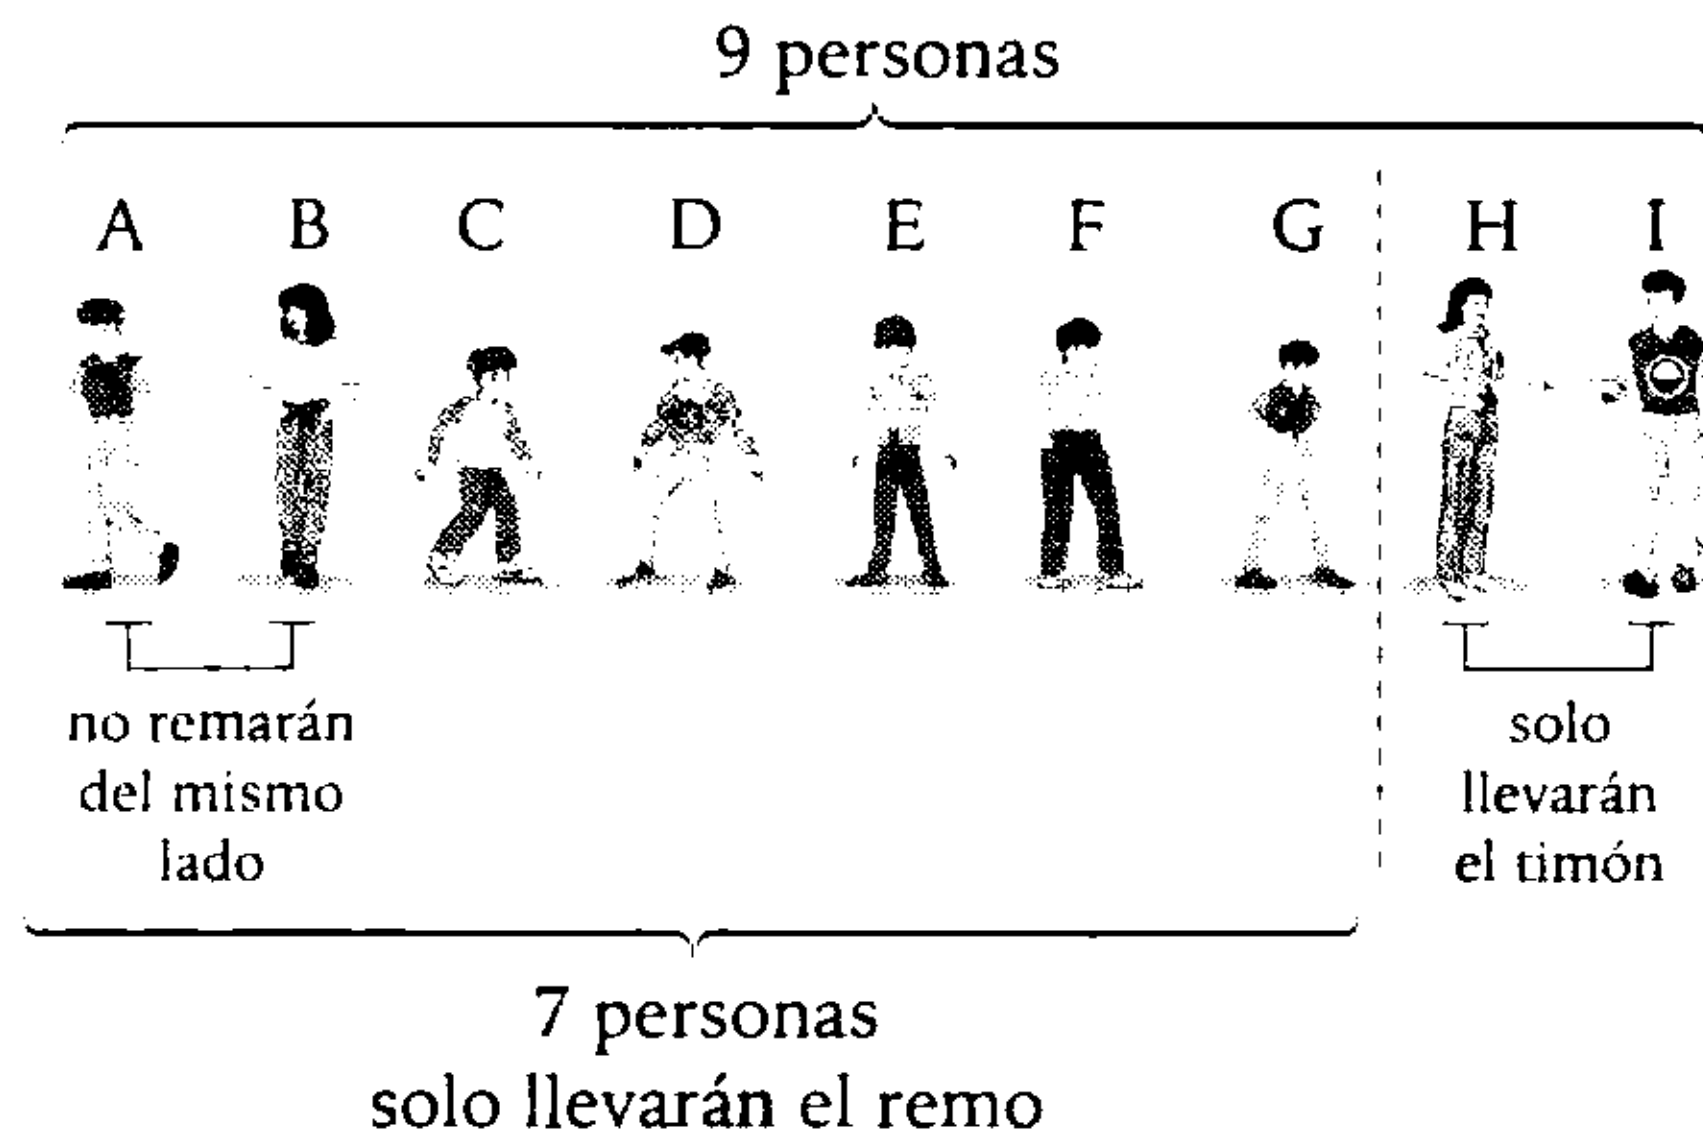 9 personas
A B C D E F G H I
no remarán
del mismo
lado
solo
llevarán
el timón
7 personas
solo llevarán el remo